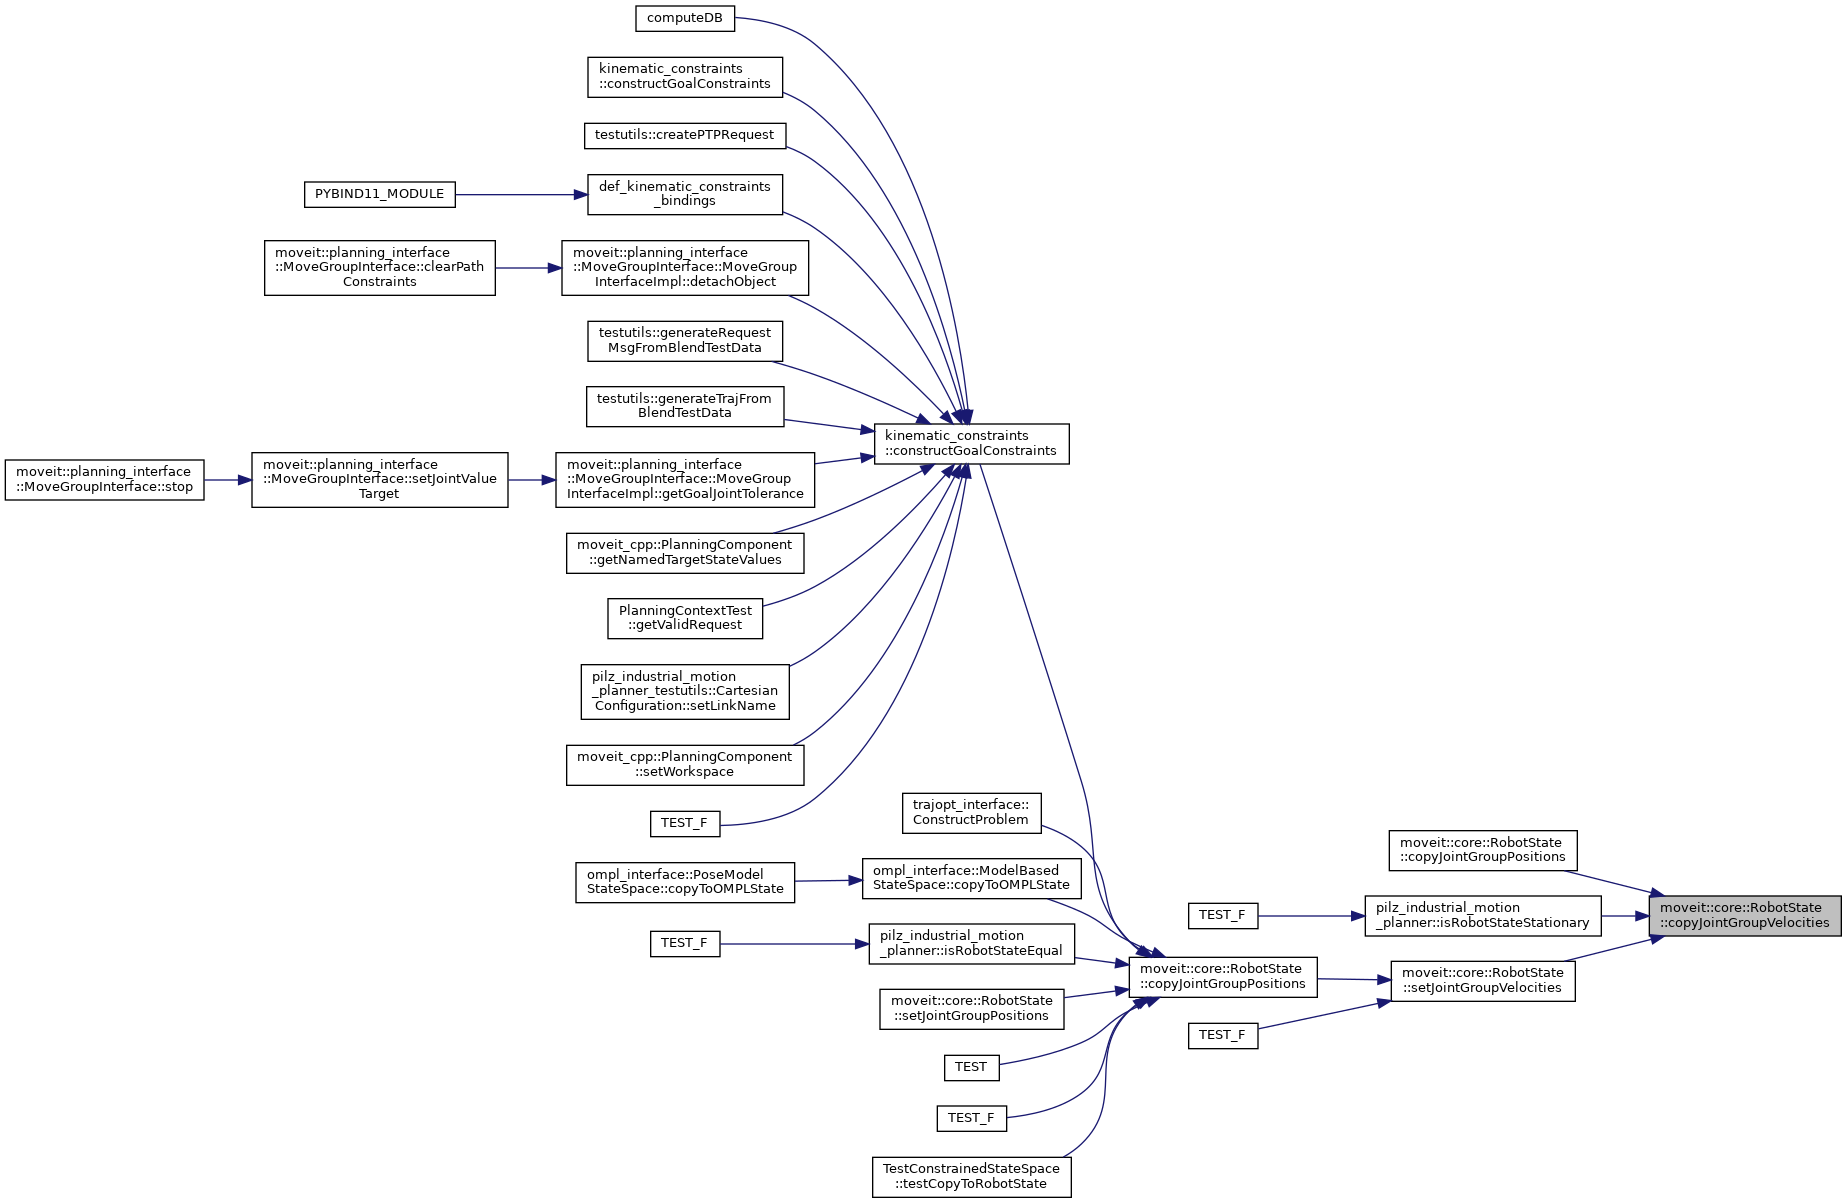 computeDB
kinematic_constraints
::constructGoalConstraints
testutils::createPTPRequest
PYBIND11_MODULE
def_kinematic_constraints
_bindings
moveit::planning_interface
::MoveGroupInterface::clearPath
Constraints
moveit::planning_interface
::MoveGroupInterface::MoveGroup
InterfaceImpl::detachObject
testutils::generateRequest
MsgFromBlendTestData
testutils::generateTrajFrom
BlendTestData
kinematic_constraints
::constructGoalConstraints
moveit::planning_interface
::MoveGroupInterface::stop
moveit::planning_interface
::MoveGroupInterface::setJointValue
Target
moveit::planning_interface
::MoveGroupInterface::MoveGroup
InterfaceImpl::getGoalJointTolerance
moveit_cpp::PlanningComponent
::getNamedTargetStateValues
PlanningContextTest
::getValidRequest
pilz_industrial_motion
_planner_testutils::Cartesian
Configuration::setLinkName
moveit_cpp::PlanningComponent
::setWorkspace
TEST_F
trajopt_interface::
ConstructProblem
ompl_interface::PoseModel
StateSpace::copyToOMPLState
ompl_interface::ModelBased
StateSpace::copyToOMPLState
TEST_F
pilz_industrial_motion
_planner::isRobotStateEqual
moveit::core::RobotState
::setJointGroupPositions
TEST
TEST_F
TestConstrainedStateSpace
::testCopyToRobotState
moveit::core::RobotState
::copyJointGroupPositions
moveit::core::RobotState
::copyJointGroupPositions
TEST_F
pilz_industrial_motion
_planner::isRobotStateStationary
moveit::core::RobotState
::copyJointGroupVelocities
moveit::core::RobotState
::setJointGroupVelocities
TEST_F